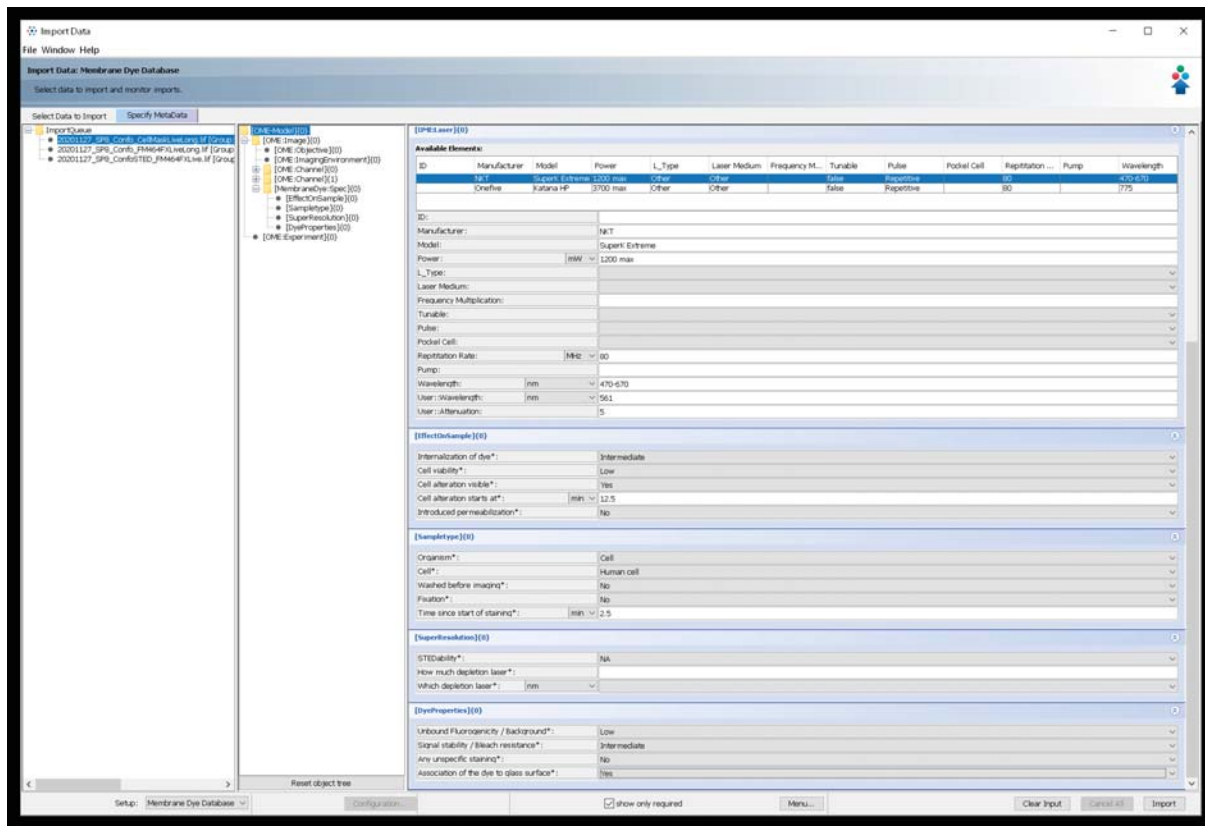 Import Data
File Window Help
Import Data: Membrane Dye Database
Select data to import and monitor imports.
Select Data to Import Specify MetaData
ImportQueue
20201127_SP8_Confo_CellMaskLiveLong.lif [Group
20201127_SP8_Confo_FM464FXLiveLong.lif [Group
20201127_SP8_ConfoSTED_FM464FXLive.lif [Group
[OME-Model]{0}
[OME:Image]{0}
[OME:Objective]{0}
[OME:ImagingEnvironment]{0}
[OME:Channel]{0}
[OME:Channel]{1}
[MembraneDye:Spec]{0}
[EffectOnSample]{0}
[Sampletype]{0}
[SuperResolution]{0}
[DyeProperties]{0}
[OME:Experiment]{0}
Reset object tree
[OME:Laser]{0}
Available Elements:
ID Manufacturer Model Power L_Type Laser Medium Frequency M... Tunable Pulse Pockel Cell Repititation ... Pump Wavelength
NKT SuperK Extreme 1200 max Other Other false Repetitive 80 470-670
Onefive Katana HP 3700 max Other Other false Repetitive 80 775
ID:
Manufacturer: NKT
Model: SuperK Extreme
Power: mW 1200 max
L_Type:
Laser Medium:
Frequency Multiplication:
Tunable:
Pulse:
Pockel Cell:
Repititation Rate: MHz 80
Pump:
Wavelength: nm 470-670
User::Wavelength: nm 561
User::Attenuation: 5
[EffectOnSample]{0}
Internalization of dye*: Intermediate
Cell viability*: Low
Cell alteration visible*: Yes
Cell alteration starts at*: min 12.5
Introduced permeabilization*: No
[Sampletype]{0}
Organism*: Cell
Cell*: Human cell
Washed before imaging*: No
Fixation*: No
Time since start of staining*: min 2.5
[SuperResolution]{0}
STEDability*: NA
How much depletion laser*:
Which depletion laser*: nm
[DyeProperties]{0}
Unbound Fluorogenicity / Background*: Low
Signal stability / Bleach resistance*: Intermediate
Any unspecific staining*: No
Association of the dye to glass surface*: Yes
Setup: Membrane Dye Database Configuration... show only required Menu... Clear Input Cancel All Import